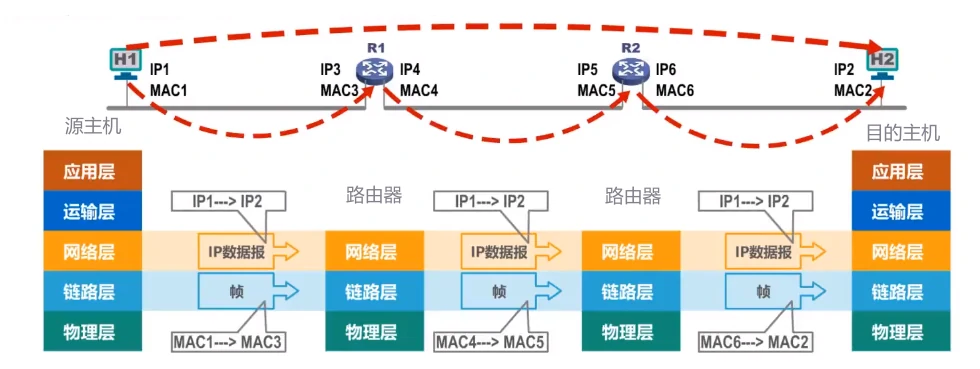 R1
R2
H1
H2
IP1
IP3
IP4
IP5
IP6
IP2
MAC1
MAC3
MAC4
MAC5
MAC6
MAC2
源主机
目的主机
应用层
应用层
路由器
路由器
IP1---> IP2
IP1---> IP2
IP1---> IP2
运输层
运输层
网络层
IP数据报
网络层
IP数据报
网络层
IP数据报
网络层
链路层
帧
链路层
帧
链路层
帧
链路层
物理层
MAC1---> MAC3
物理层
MAC4---> MAC5
物理层
MAC6---> MAC2
物理层